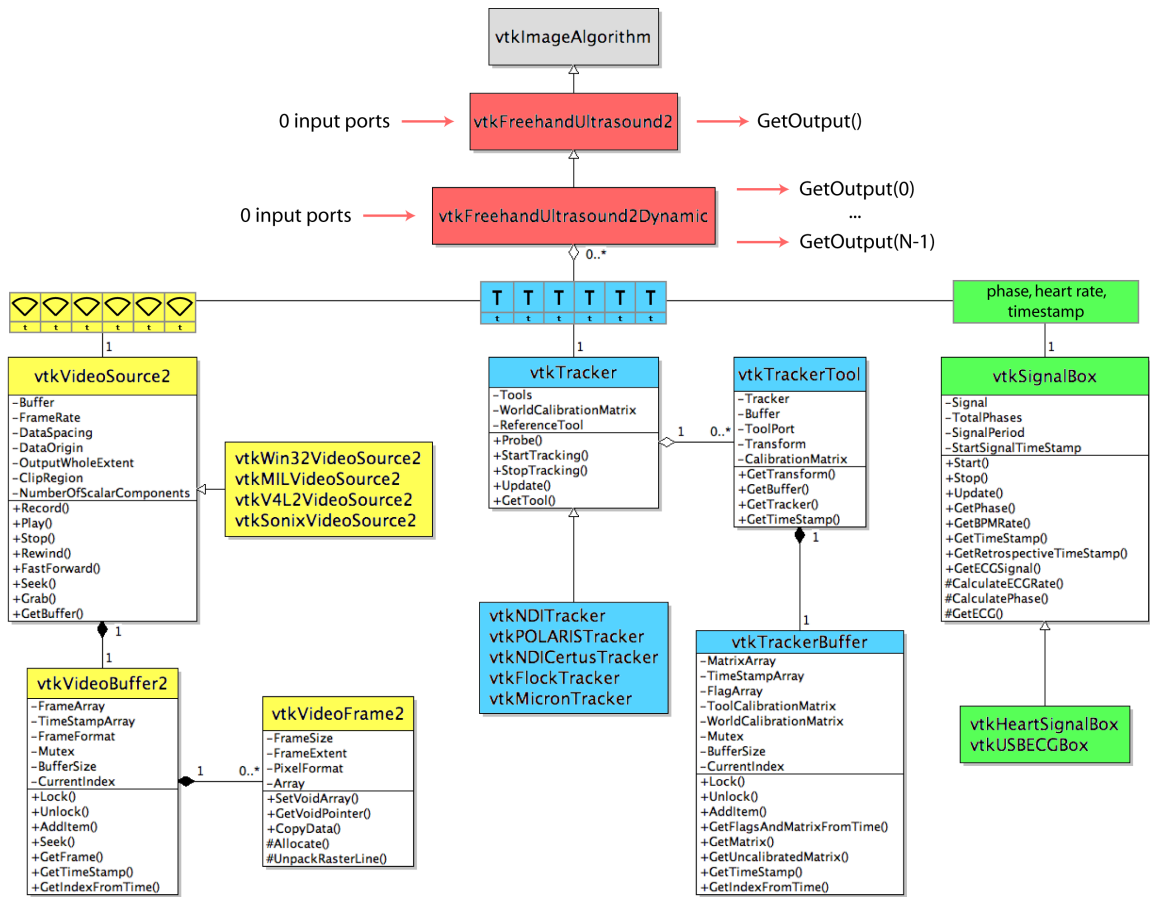 vtkImageAlgorithm
0 input ports
vtkFreehandUltrasound2
GetOutput()
0 input ports
vtkFreehandUltrasound2Dynamic
GetOutput(0)
...
GetOutput(N-1)
0..*
t t t t t t
1
T T T T T T
t t t t t t
1
phase, heart rate,
timestamp
1
vtkVideoSource2
-Buffer
-FrameRate
-DataSpacing
-DataOrigin
-OutputWholeExtent
-ClipRegion
-NumberOfScalarComponents
+Record()
+Play()
+Stop()
+Rewind()
+FastForward()
+Seek()
+Grab()
+GetBuffer()
1
1
vtkWin32VideoSource2
vtkMILVideoSource2
vtkV4L2VideoSource2
vtkSonixVideoSource2
vtkVideoBuffer2
-FrameArray
-TimeStampArray
-FrameFormat
-Mutex
-BufferSize
-CurrentIndex
+Lock()
+Unlock()
+AddItem()
+Seek()
+GetFrame()
+GetTimeStamp()
+GetIndexFromTime()
1
0..*
vtkVideoFrame2
-FrameSize
-FrameExtent
-PixelFormat
-Array
+SetVoidArray()
+GetVoidPointer()
+CopyData()
#Allocate()
#UnpackRasterLine()
vtkTracker
-Tools
-WorldCalibrationMatrix
-ReferenceTool
+Probe()
+StartTracking()
+StopTracking()
+Update()
+GetTool()
1
0..*
vtkNDITracker
vtkPOLARISTracker
vtkNDICertusTracker
vtkFlockTracker
vtkMicronTracker
vtkTrackerTool
-Tracker
-Buffer
-ToolPort
-Transform
-CalibrationMatrix
+GetTransform()
+GetBuffer()
+GetTracker()
+GetTimeStamp()
1
1
vtkTrackerBuffer
-MatrixArray
-TimeStampArray
-FlagArray
-ToolCalibrationMatrix
-WorldCalibrationMatrix
-Mutex
-BufferSize
-CurrentIndex
+Lock()
+Unlock()
+AddItem()
+GetFlagsAndMatrixFromTime()
+GetMatrix()
+GetUncalibratedMatrix()
+GetTimeStamp()
+GetIndexFromTime()
vtkSignalBox
-Signal
-TotalPhases
-SignalPeriod
-StartSignalTimeStamp
+Start()
+Stop()
+Update()
+GetPhase()
+GetBPMRate()
+GetTimeStamp()
+GetRetrospectiveTimeStamp()
+GetECGSignal()
#CalculateECGRate()
#CalculatePhase()
#GetECG()
vtkHeartSignalBox
vtkUSBECGBox